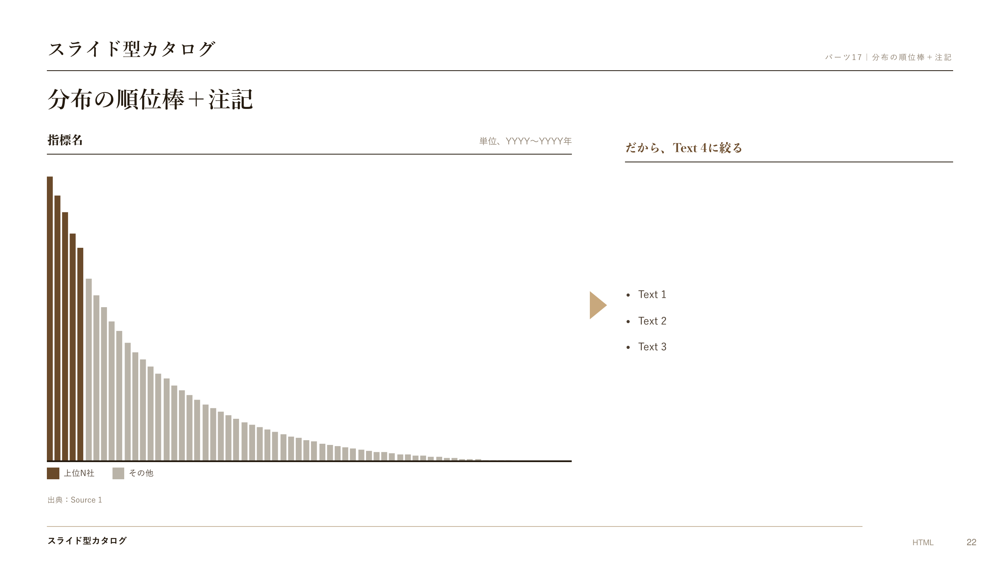 スライド型カタログ
パーツ17｜分布の順位棒＋注記
分布の順位棒＋注記
指標名
単位、YYYY〜YYYY年
だから、Text 4に絞る
• Text 1
• Text 2
• Text 3
上位N社
その他
出典：Source 1
スライド型カタログ
HTML
22